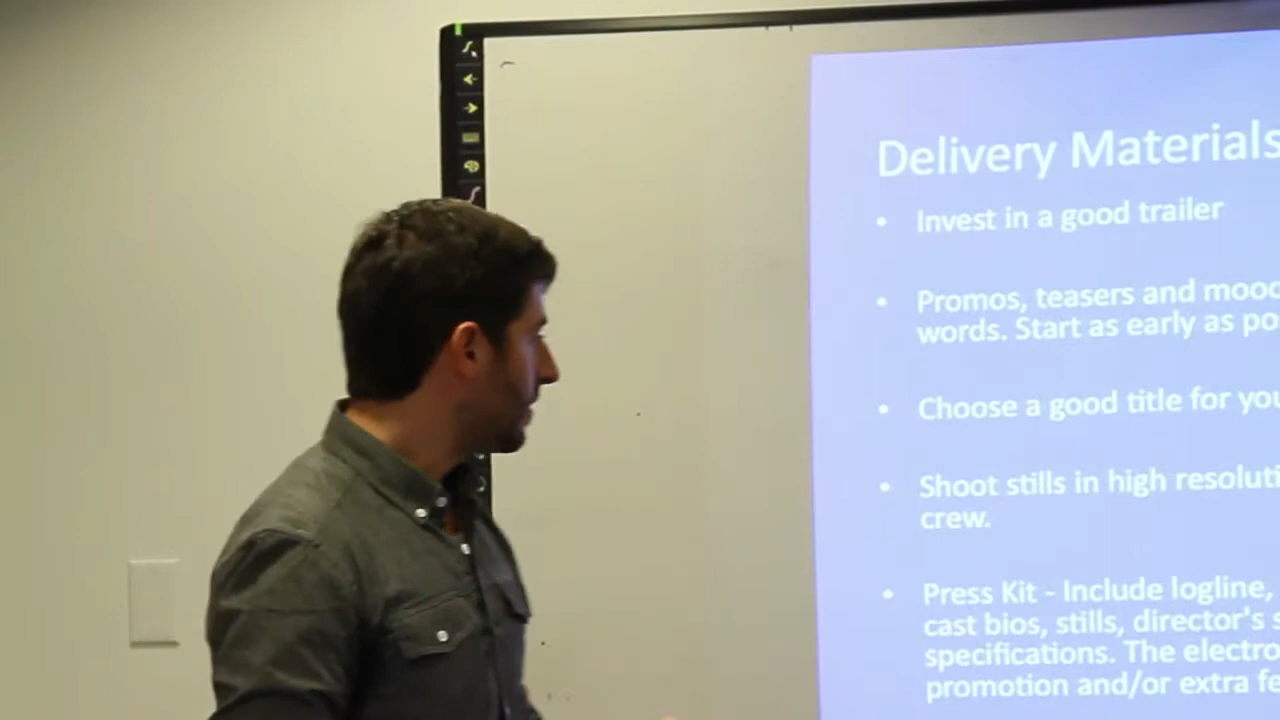 Delivery Materials
• Invest in a good trailer
• Promos, teasers and mood
words. Start as early as po
• Choose a good title for you
• Shoot stills in high resoluti
crew.
• Press Kit - Include logline,
cast bios, stills, director's s
specifications. The electro
promotion and/or extra fe